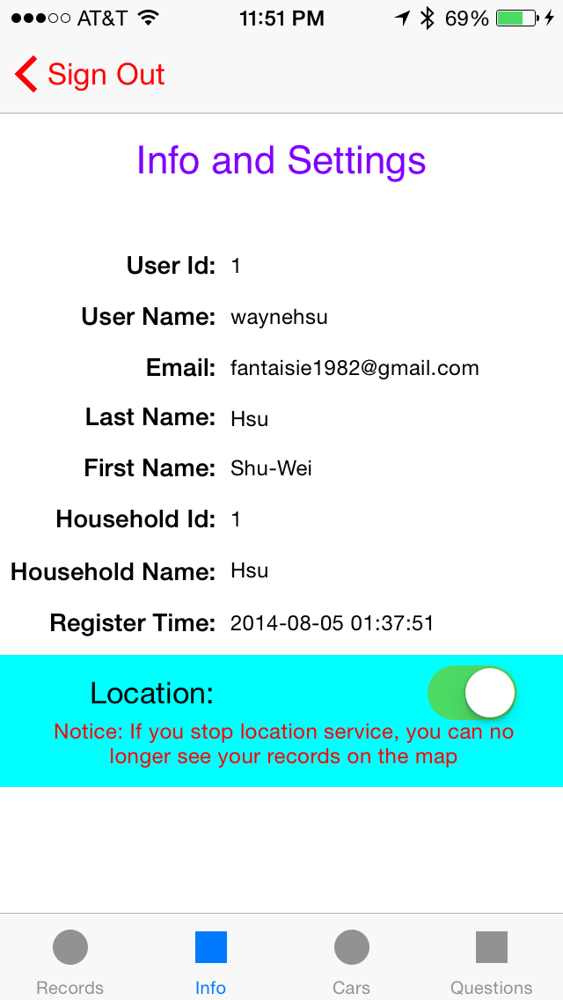 AT&T 11:51 PM 69%
Sign Out
Info and Settings
User Id: 1
User Name: waynehsu
Email: fantaisie1982@gmail.com
Last Name: Hsu
First Name: Shu-Wei
Household Id: 1
Household Name: Hsu
Register Time: 2014-08-05 01:37:51
Location:
Notice: If you stop location service, you can no
longer see your records on the map
Records Info Cars Questions